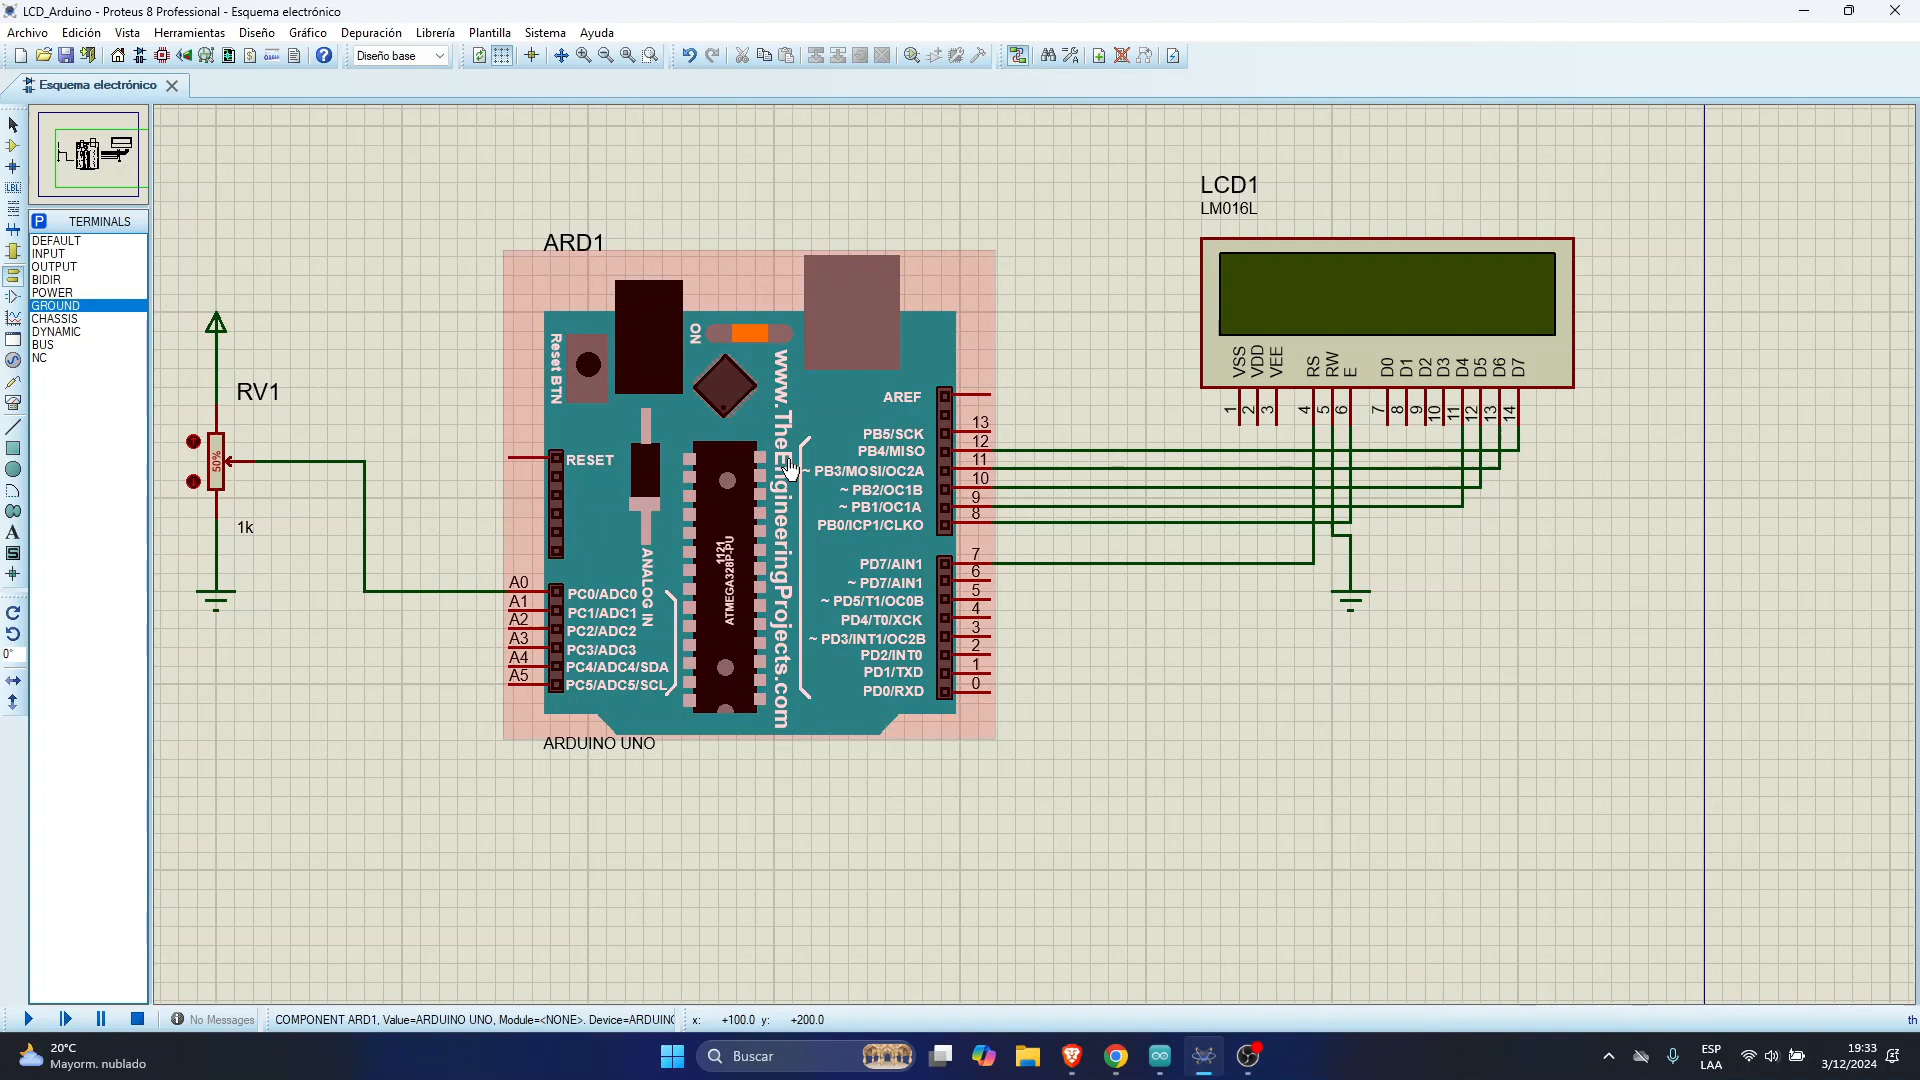 LCD_Arduino - Proteus 8 Professional - Esquema electrónico
Archivo Edición Vista Herramientas Diseño Gráfico Depuración Librería Plantilla Sistema Ayuda
Diseño base
Esquema electrónico
P TERMINALS
DEFAULT
INPUT
OUTPUT
BIDIR
POWER
GROUND
CHASSIS
DYNAMIC
BUS
NC
LBL
A
S
0°
RV1
50%
1k
ARD1
Reset BTN
ON
www.TheEngineeringProjects.com
1121
ATMEGA328P-PU
ANALOG IN
RESET
A0 PC0/ADC0
A1 PC1/ADC1
A2 PC2/ADC2
A3 PC3/ADC3
A4 PC4/ADC4/SDA
A5 PC5/ADC5/SCL
AREF
PB5/SCK 13
PB4/MISO 12
~ PB3/MOSI/OC2A 11
~ PB2/OC1B 10
~ PB1/OC1A 9
PB0/ICP1/CLKO 8
PD7/AIN1 7
~ PD7/AIN1 6
~ PD5/T1/OC0B 5
PD4/T0/XCK 4
~ PD3/INT1/OC2B 3
PD2/INT0 2
PD1/TXD 1
PD0/RXD 0
ARDUINO UNO
LCD1
LM016L
VSS VDD VEE RS RW E D0 D1 D2 D3 D4 D5 D6 D7
1 2 3 4 5 6 7 8 9 10 11 12 13 14
No Messages COMPONENT ARD1, Value=ARDUINO UNO, Module=<NONE>. Device=ARDUIN x: +100.0 y: +200.0 th
20°C
Mayorm. nublado
Buscar
ESP
LAA
19:33
3/12/2024